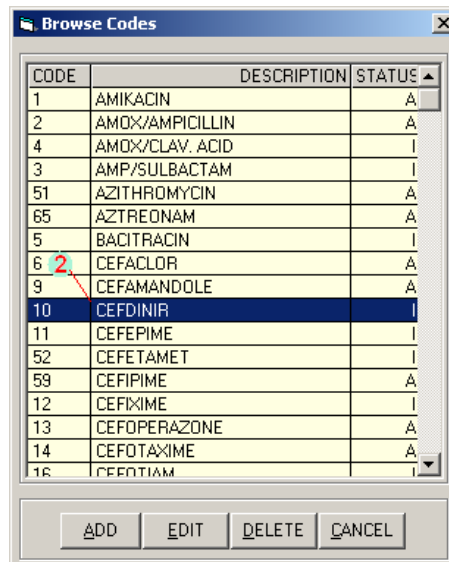 Browse Codes
CODE DESCRIPTION STATUS
1 AMIKACIN A
2 AMOX/AMPICILLIN A
4 AMOX/CLAV. ACID I
3 AMP/SULBACTAM I
51 AZITHROMYCIN A
65 AZTREONAM A
5 BACITRACIN I
6 2 CEFACLOR A
9 CEFAMANDOLE A
10 CEFDINIR I
11 CEFEPIME I
52 CEFETAMET I
59 CEFIPIME A
12 CEFIXIME I
13 CEFOPERAZONE A
14 CEFOTAXIME A
16 CEFOTIAM I
ADD EDIT DELETE CANCEL